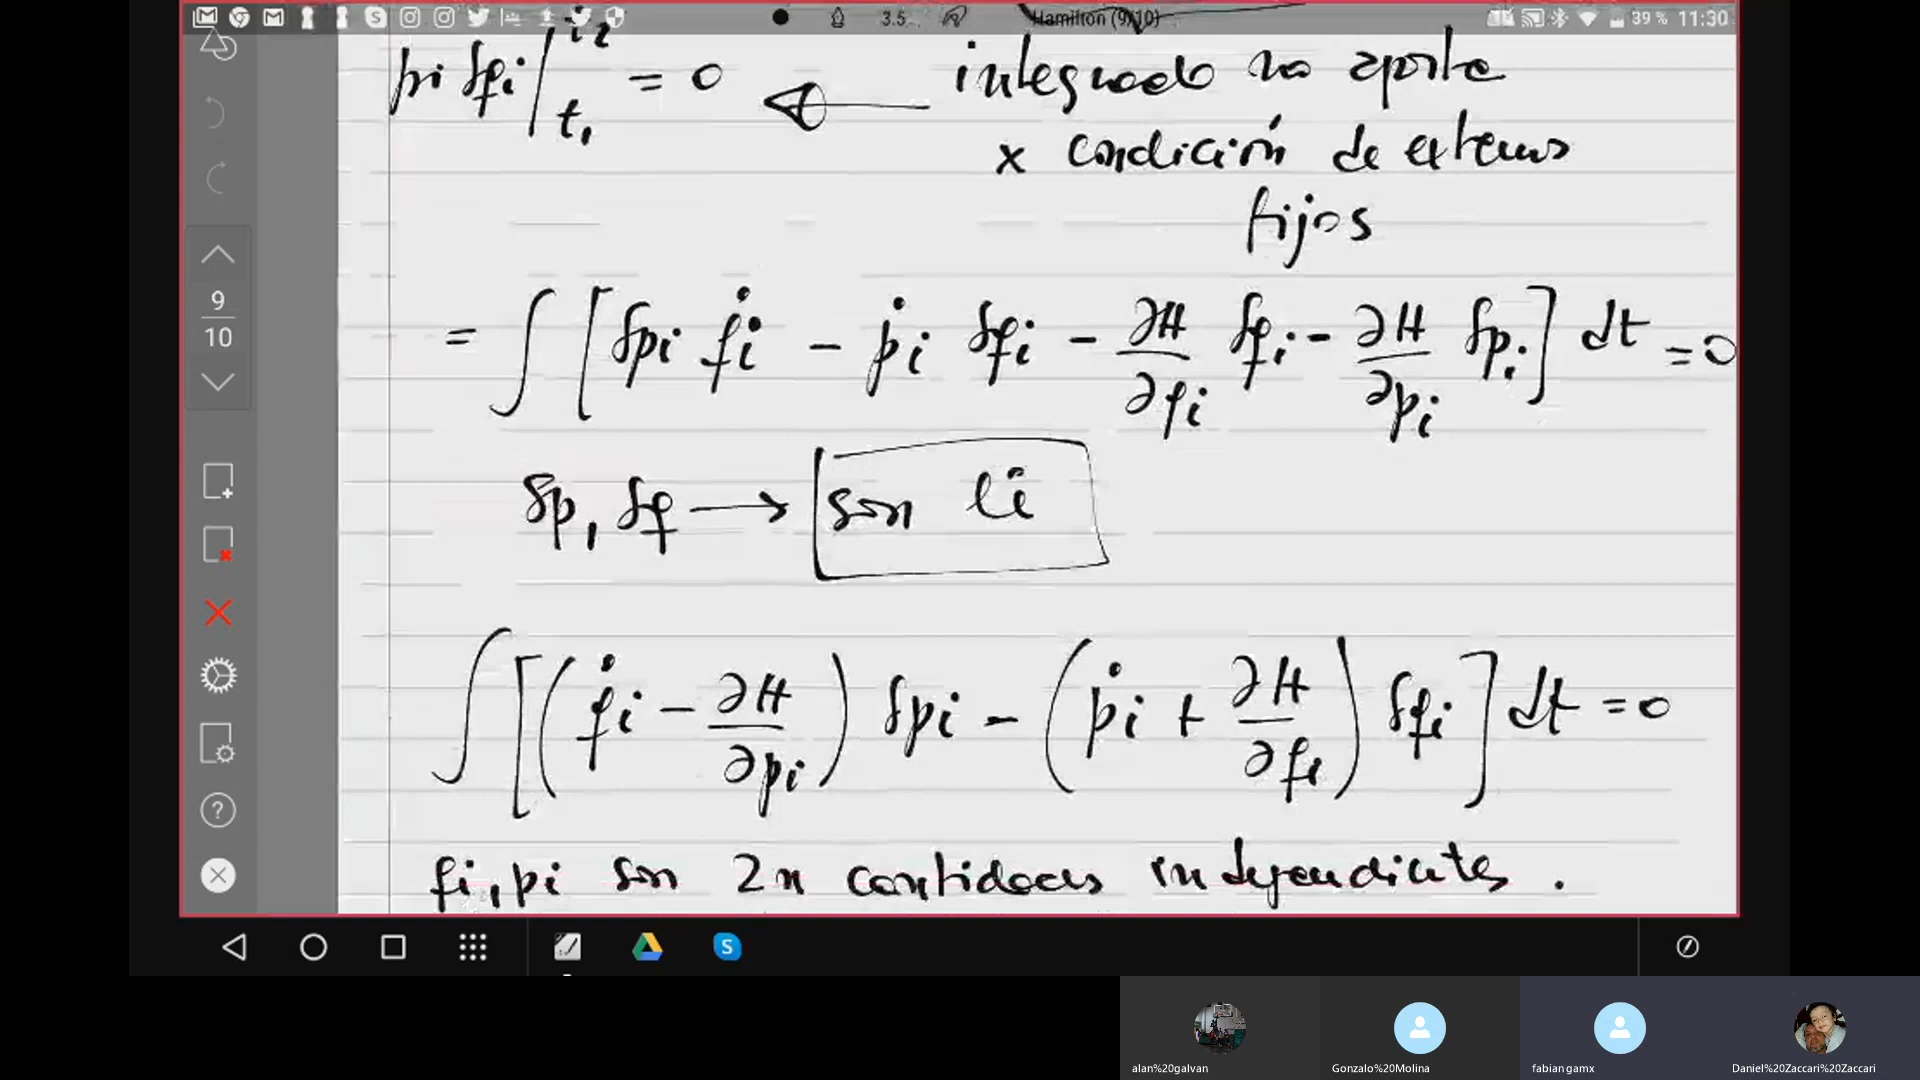 3.5 Hamilton (9/10) 39 % 11:30
pi δqi | t2 t1 = 0 ← integrado no aporta
x condición de extremos
fijos
9
10
= ∫ [ δpi q̇i − ṗi δqi − ∂H/∂qi δqi − ∂H/∂pi δpi ] dt = 0
δp, δq → son li
∫ [ ( q̇i − ∂H/∂pi ) δpi − ( ṗi + ∂H/∂qi ) δqi ] dt = 0
qi, pi son 2n cantidades independientes.
alan%20galvan
Gonzalo%20Molina
fabian gamx
Daniel%20Zaccari%20Zaccari